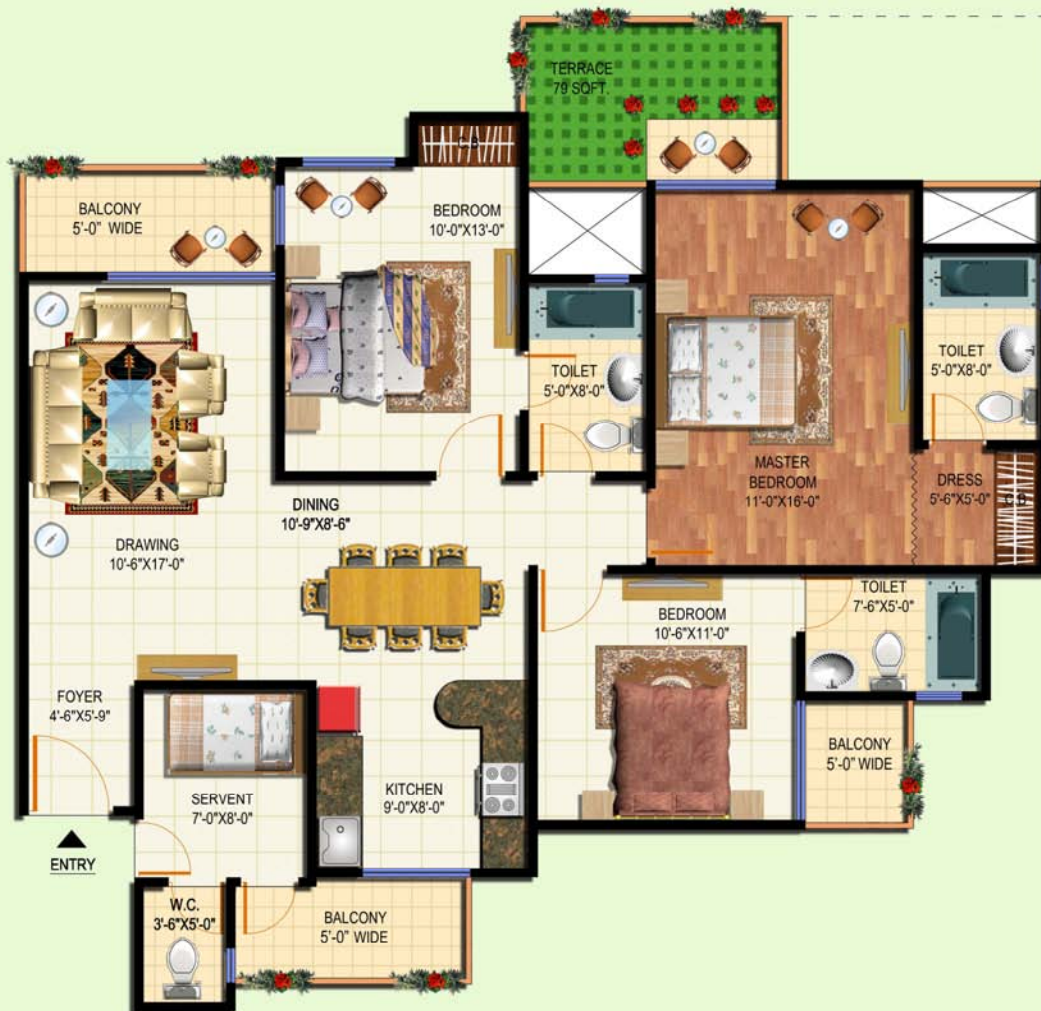 TERRACE
79 SQFT.
C.B
BALCONY
5'-0" WIDE
BEDROOM
10'-0"X13'-0"
TOILET
5'-0"X8'-0"
TOILET
5'-0"X8'-0"
MASTER
BEDROOM
11'-0"X16'-0"
DRESS
5'-6"X5'-0"
C.B
DINING
10'-9"X8'-6"
DRAWING
10'-6"X17'-0"
BEDROOM
10'-6"X11'-0"
TOILET
7'-6"X5'-0"
FOYER
4'-6"X5'-9"
BALCONY
5'-0" WIDE
SERVENT
7'-0"X8'-0"
KITCHEN
9'-0"X8'-0"
ENTRY
W.C.
3'-6"X5'-0"
BALCONY
5'-0" WIDE